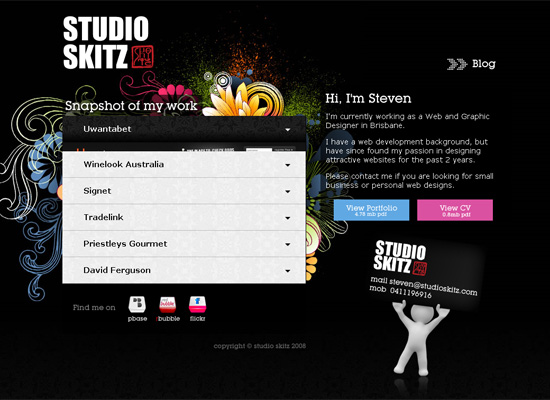 STUDIO
SKITZ
Blog
Snapshot of my work
Uwantabet
Winelook Australia
Signet
Tradelink
Priestleys Gourmet
David Ferguson
Find me on
pbase
rbubble
flickr
Hi, I'm Steven
I'm currently working as a Web and Graphic
Designer in Brisbane.
I have a web development background, but
have since found my passion in designing
attractive websites for the past 2 years.
Please contact me if you are looking for small
business or personal web designs.
View Portfolio
4.78 mb pdf
View CV
0.8mb pdf
STUDIO
SKITZ
mail steven@studioskitz.com
mob 0411196916
copyright © studio skitz 2008